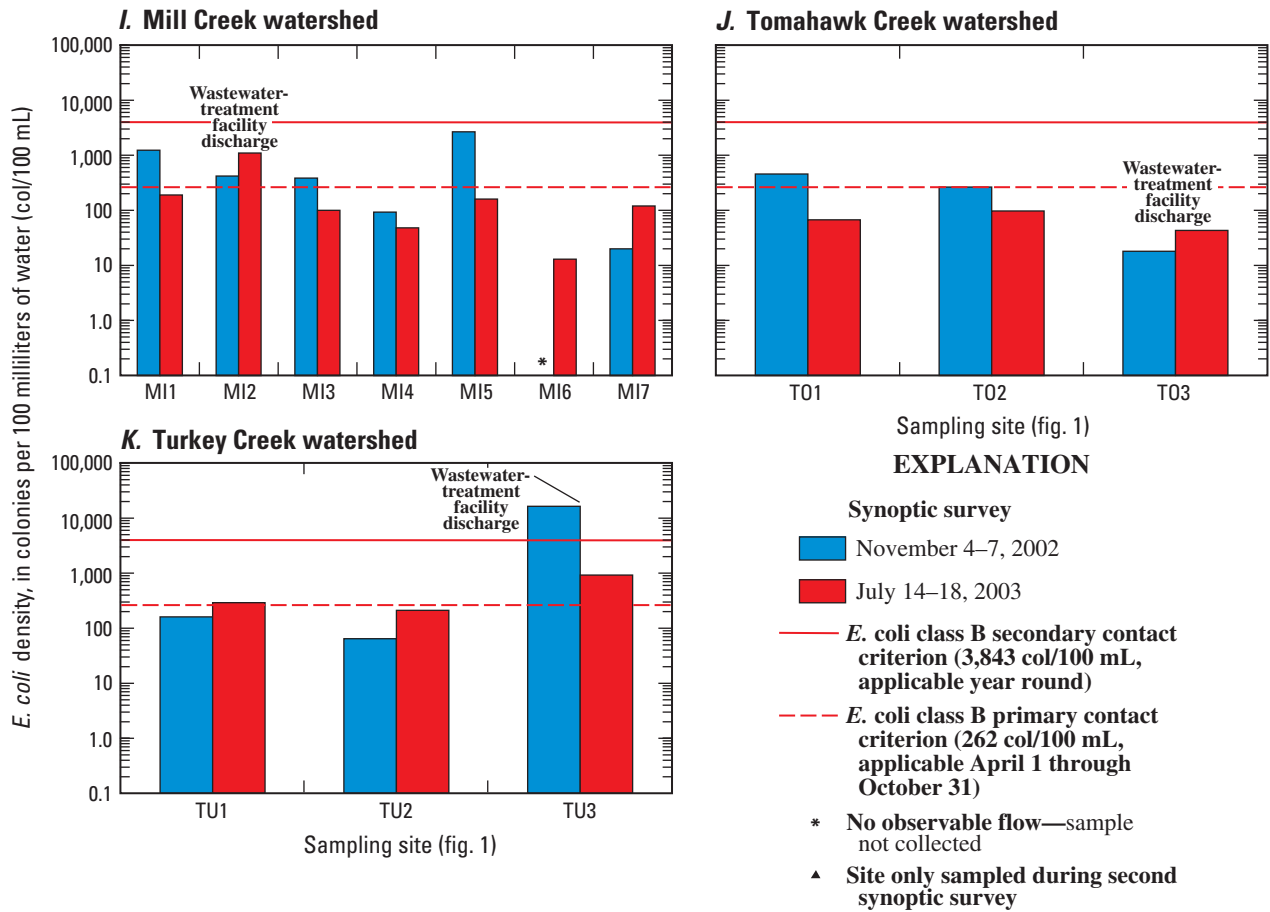 I. Mill Creek watershed
100,000
10,000
1,000
100
10
1.0
0.1
Wastewater-
treatment
facility
discharge
MI1 MI2 MI3 MI4 MI5 MI6 MI7
*
J. Tomahawk Creek watershed
Wastewater-
treatment
facility
discharge
TO1 TO2 TO3
Sampling site (fig. 1)
E. coli density, in colonies per 100 milliliters of water (col/100 mL)
K. Turkey Creek watershed
100,000
10,000
1,000
100
10
1.0
0.1
Wastewater-
treatment
facility
discharge
TU1 TU2 TU3
Sampling site (fig. 1)
EXPLANATION
Synoptic survey
November 4–7, 2002
July 14–18, 2003
E. coli class B secondary contact
criterion (3,843 col/100 mL,
applicable year round)
E. coli class B primary contact
criterion (262 col/100 mL,
applicable April 1 through
October 31)
* No observable flow—sample
not collected
▲ Site only sampled during second
synoptic survey